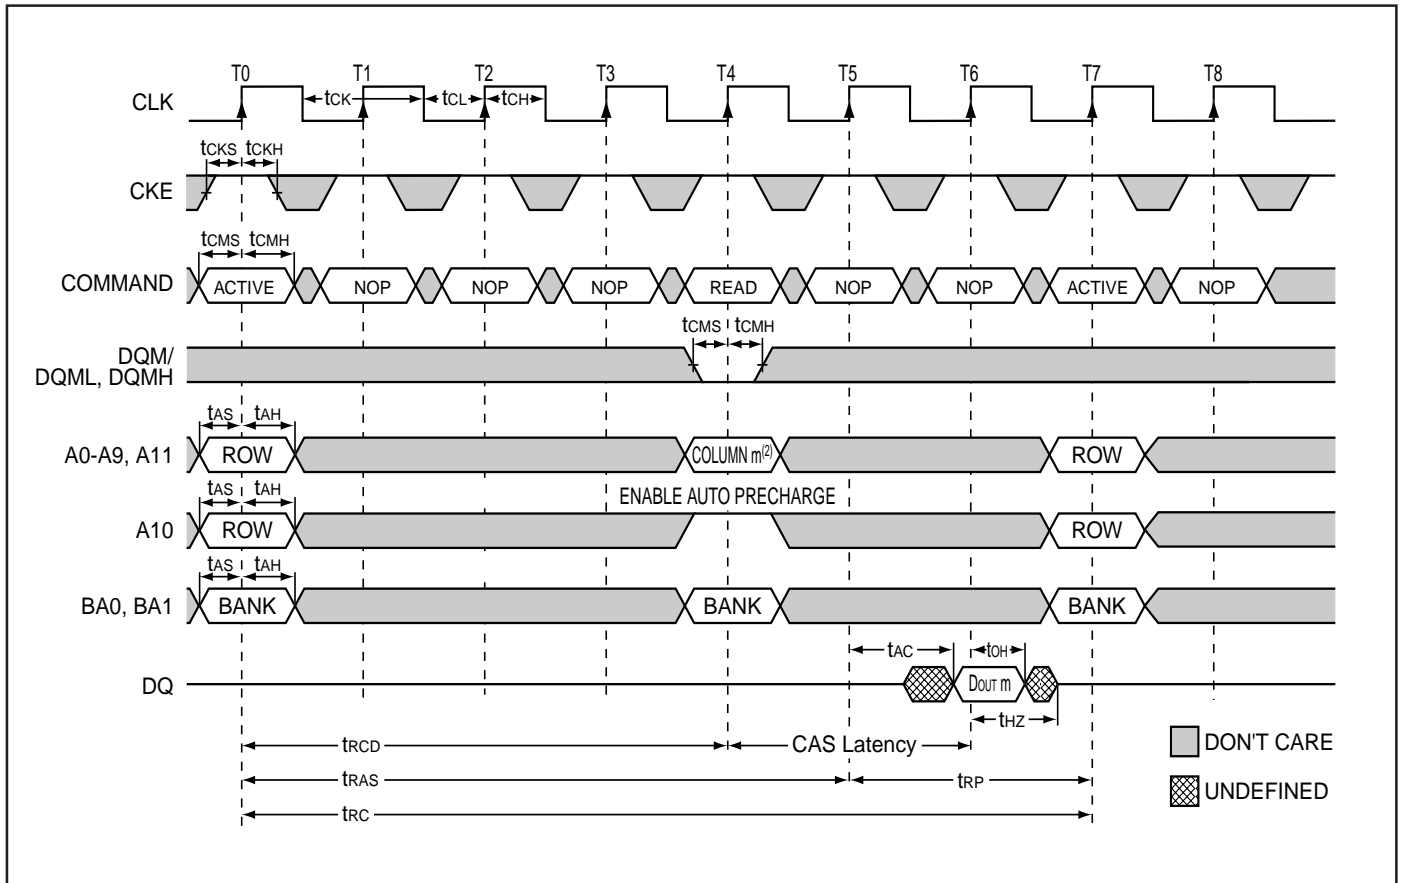 T0 T1 T2 T3 T4 T5 T6 T7 T8
CLK tCK tCL tCH
tCKS tCKH
CKE
tCMS tCMH
COMMAND ACTIVE NOP NOP NOP READ NOP NOP ACTIVE NOP
tCMS tCMH
DQM/
DQML, DQMH
tAS tAH
A0-A9, A11 ROW COLUMN m(2) ROW
tAS tAH ENABLE AUTO PRECHARGE
A10 ROW ROW
tAS tAH
BA0, BA1 BANK BANK BANK
tAC tOH
DQ DOUT m
tHZ
tRCD CAS Latency DON'T CARE
tRAS tRP
UNDEFINED
tRC